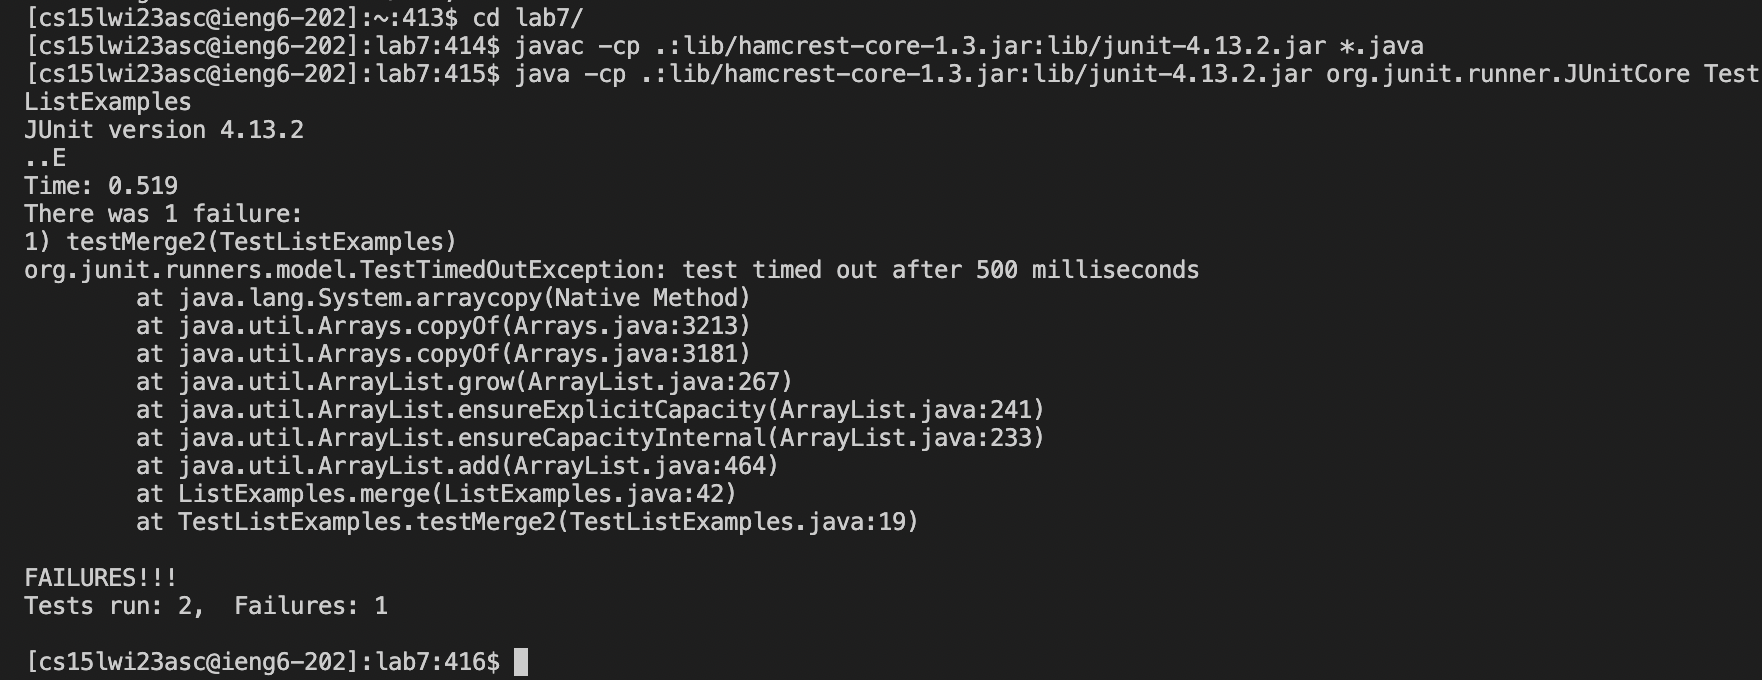 [cs15lwi23asc@ieng6-202]:~:413$ cd lab7/
[cs15lwi23asc@ieng6-202]:lab7:414$ javac -cp .:lib/hamcrest-core-1.3.jar:lib/junit-4.13.2.jar *.java
[cs15lwi23asc@ieng6-202]:lab7:415$ java -cp .:lib/hamcrest-core-1.3.jar:lib/junit-4.13.2.jar org.junit.runner.JUnitCore Test
ListExamples
JUnit version 4.13.2
..E
Time: 0.519
There was 1 failure:
1) testMerge2(TestListExamples)
org.junit.runners.model.TestTimedOutException: test timed out after 500 milliseconds
        at java.lang.System.arraycopy(Native Method)
        at java.util.Arrays.copyOf(Arrays.java:3213)
        at java.util.Arrays.copyOf(Arrays.java:3181)
        at java.util.ArrayList.grow(ArrayList.java:267)
        at java.util.ArrayList.ensureExplicitCapacity(ArrayList.java:241)
        at java.util.ArrayList.ensureCapacityInternal(ArrayList.java:233)
        at java.util.ArrayList.add(ArrayList.java:464)
        at ListExamples.merge(ListExamples.java:42)
        at TestListExamples.testMerge2(TestListExamples.java:19)

FAILURES!!!
Tests run: 2,  Failures: 1

[cs15lwi23asc@ieng6-202]:lab7:416$